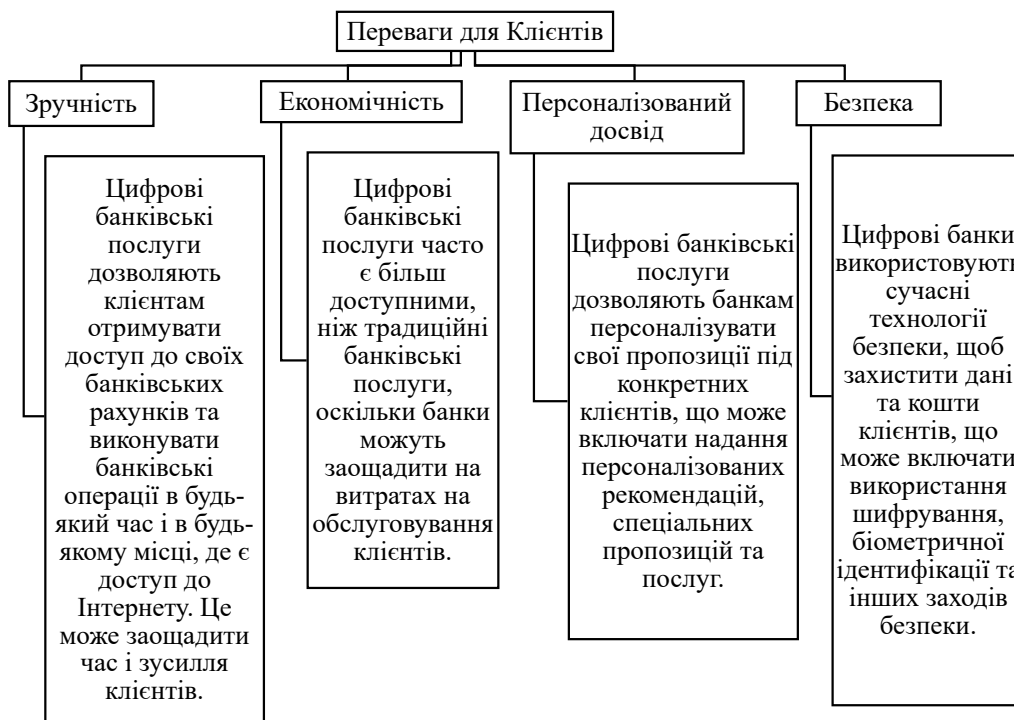 Переваги для Клієнтів
Зручність
Цифрові
банківські
послуги
дозволяють
клієнтам
отримувати
доступ до своїх
банківських
рахунків та
виконувати
банківські
операції в будь-
який час і в будь-
якому місці, де є
доступ до
Інтернету. Це
може заощадити
час і зусилля
клієнтів.
Економічність
Цифрові
банківські
послуги часто
є більш
доступними,
ніж традиційні
банківські
послуги,
оскільки банки
можуть
заощадити на
витратах на
обслуговування
клієнтів.
Персоналізований
досвід
Цифрові банківські
послуги
дозволяють банкам
персоналізувати
свої пропозиції під
конкретних
клієнтів, що може
включати надання
персоналізованих
рекомендацій,
спеціальних
пропозицій та
послуг.
Безпека
Цифрові банки
використовують
сучасні
технології
безпеки, щоб
захистити дані
та кошти
клієнтів, що
може включати
використання
шифрування,
біометричної
ідентифікації та
інших заходів
безпеки.